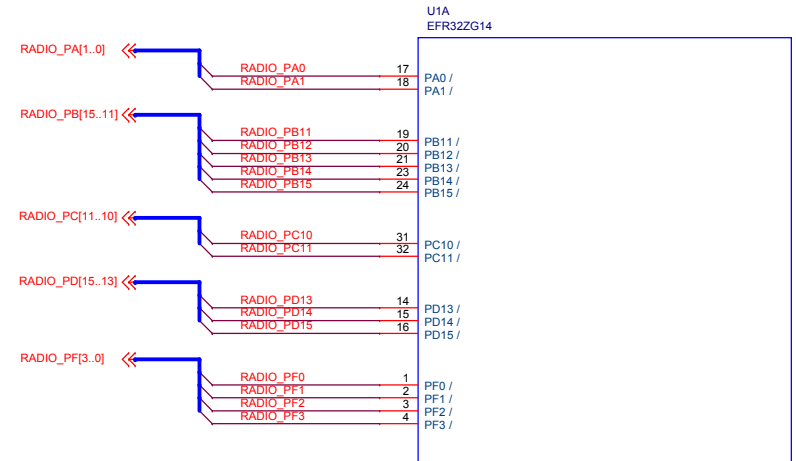 U1A
EFR32ZG14
RADIO_PA[1..0]
RADIO_PA0 17 PA0 /
RADIO_PA1 18 PA1 /
RADIO_PB[15..11]
RADIO_PB11 19 PB11 /
RADIO_PB12 20 PB12 /
RADIO_PB13 21 PB13 /
RADIO_PB14 23 PB14 /
RADIO_PB15 24 PB15 /
RADIO_PC[11..10]
RADIO_PC10 31 PC10 /
RADIO_PC11 32 PC11 /
RADIO_PD[15..13]
RADIO_PD13 14 PD13 /
RADIO_PD14 15 PD14 /
RADIO_PD15 16 PD15 /
RADIO_PF[3..0]
RADIO_PF0 1 PF0 /
RADIO_PF1 2 PF1 /
RADIO_PF2 3 PF2 /
RADIO_PF3 4 PF3 /